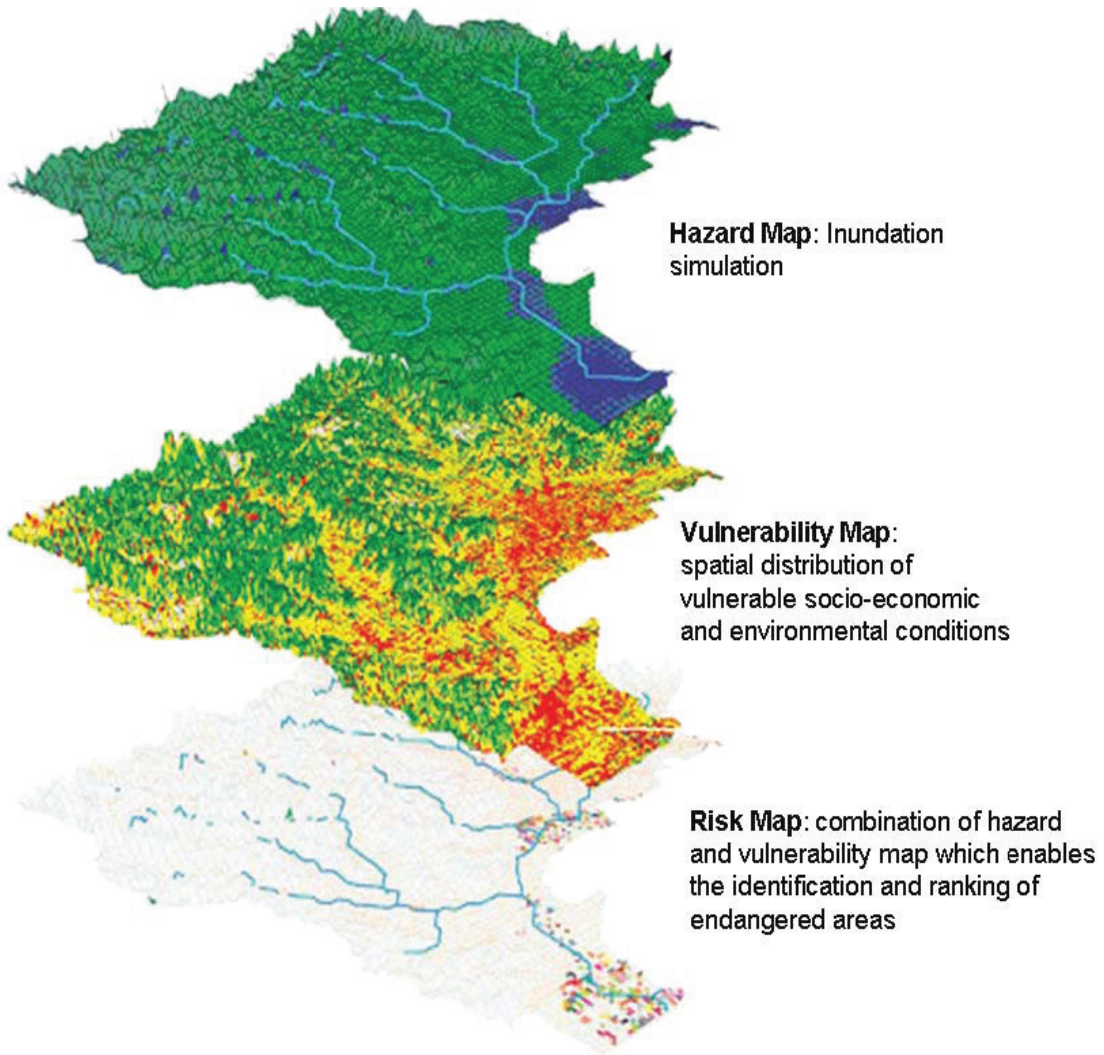 Hazard Map: Inundation
simulation
Vulnerability Map:
spatial distribution of
vulnerable socio-economic
and environmental conditions
Risk Map: combination of hazard
and vulnerability map which enables
the identification and ranking of
endangered areas